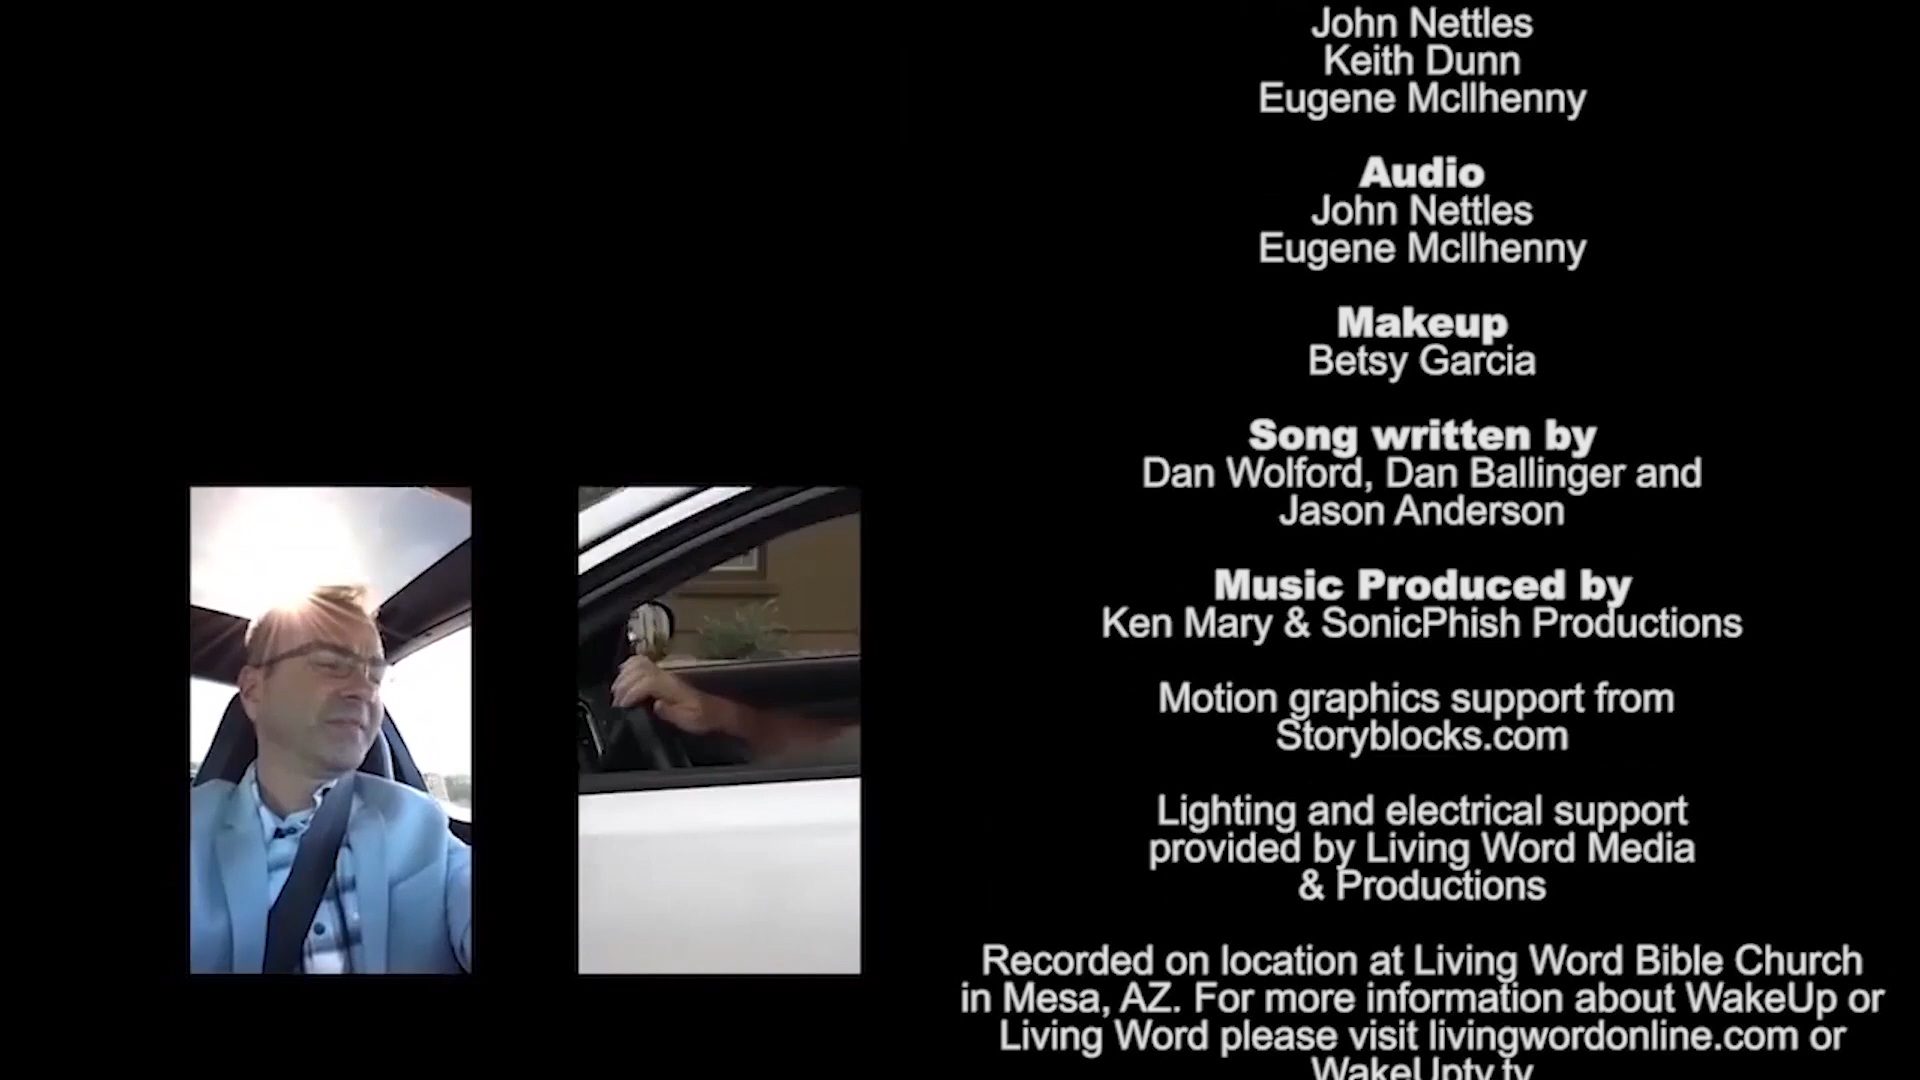 John Nettles
Keith Dunn
Eugene McIlhenny
Audio
John Nettles
Eugene McIlhenny
Makeup
Betsy Garcia
Song written by
Dan Wolford, Dan Ballinger and
Jason Anderson
Music Produced by
Ken Mary & SonicPhish Productions
Motion graphics support from
Storyblocks.com
Lighting and electrical support
provided by Living Word Media
& Productions
Recorded on location at Living Word Bible Church
in Mesa, AZ. For more information about WakeUp or
Living Word please visit livingwordonline.com or
WakeUptv.tv